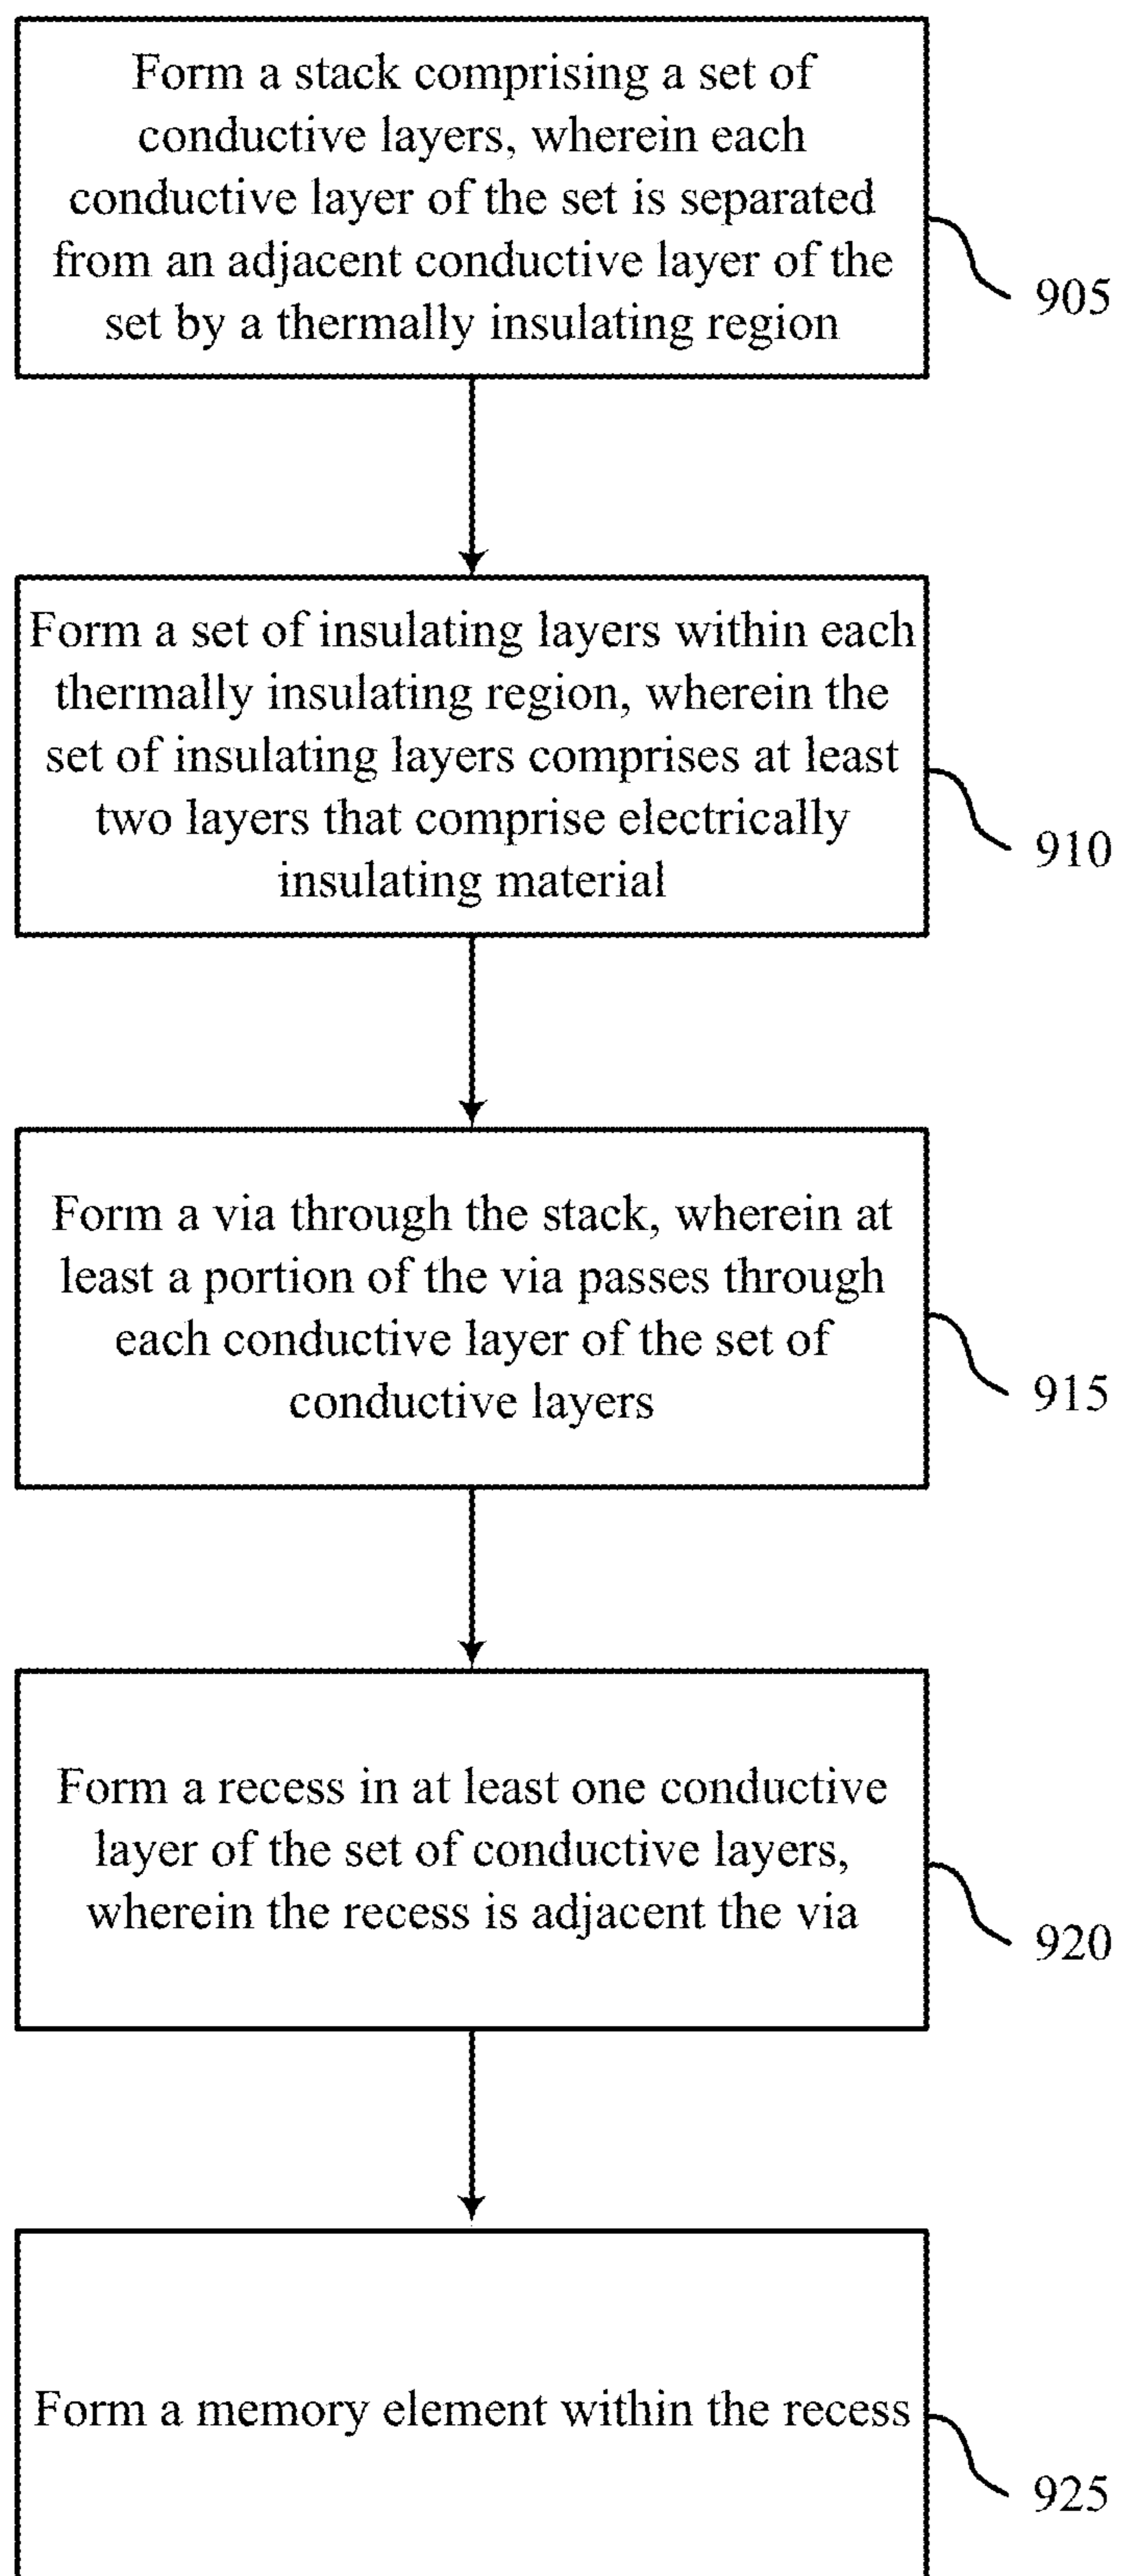 Form a stack comprising a set of
conductive layers, wherein each
conductive layer of the set is separated
from an adjacent conductive layer of the
set by a thermally insulating region
905
Form a set of insulating layers within each
thermally insulating region, wherein the
set of insulating layers comprises at least
two layers that comprise electrically
insulating material
910
Form a via through the stack, wherein at
least a portion of the via passes through
each conductive layer of the set of
conductive layers
915
Form a recess in at least one conductive
layer of the set of conductive layers,
wherein the recess is adjacent the via
920
Form a memory element within the recess
925